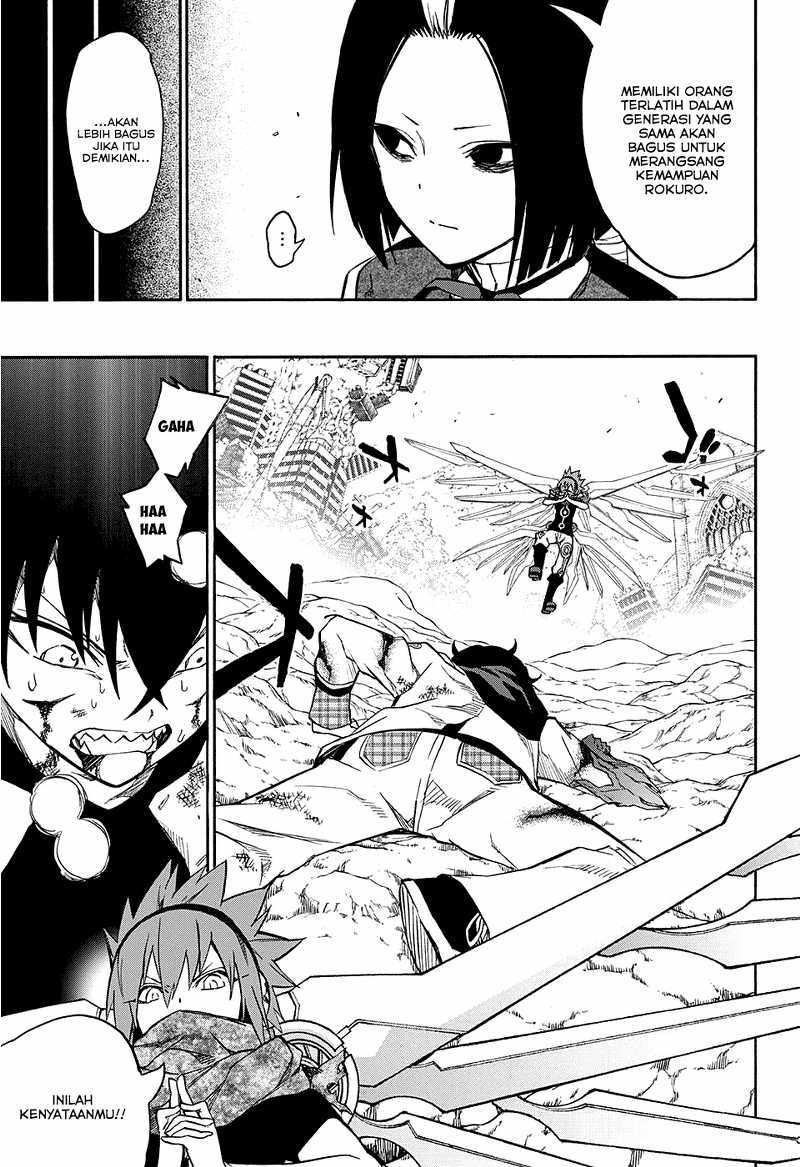 MEMILIKI ORANG
TERLATIH DALAM
GENERASI YANG
SAMA AKAN
BAGUS UNTUK
MERANGSANG
KEMAMPUAN
ROKURO.
...
...AKAN
LEBIH BAGUS
JIKA ITU
DEMIKIAN...
GAHA
HAA
HAA
INILAH
KENYATAANMU!!